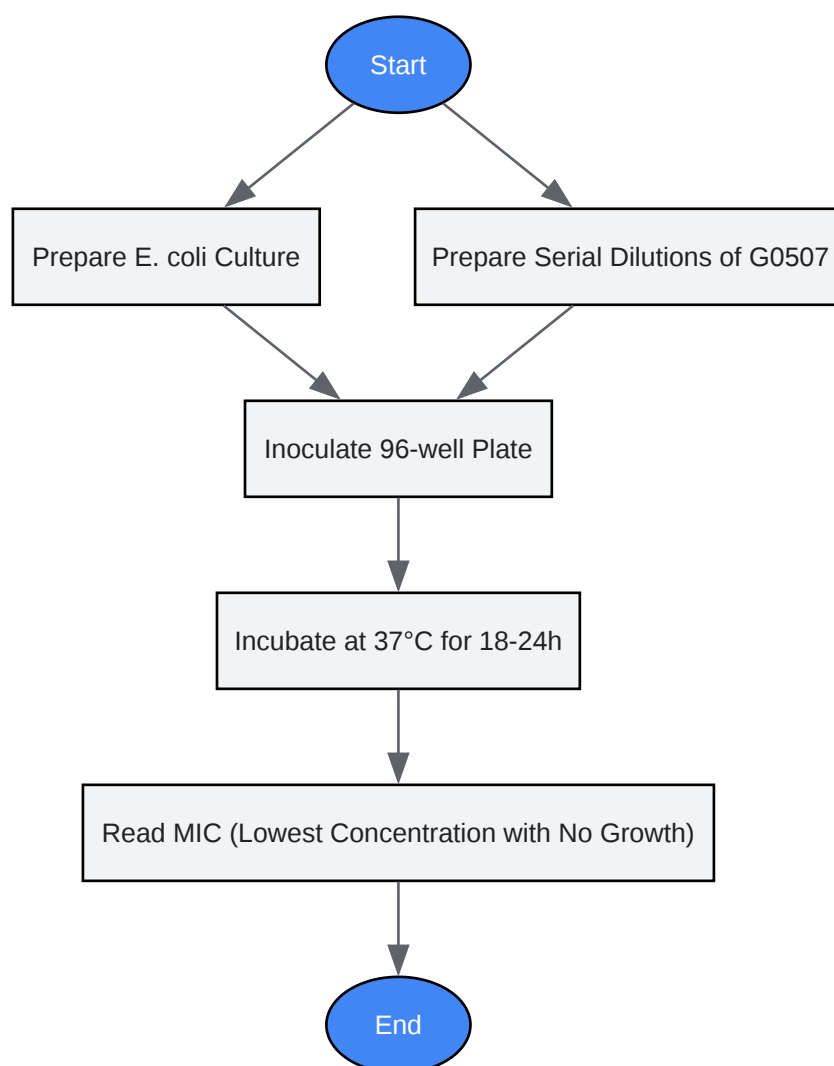 Start
Prepare E. coli Culture
Prepare Serial Dilutions of G0507
Inoculate 96-well Plate
Incubate at 37°C for 18-24h
Read MIC (Lowest Concentration with No Growth)
End